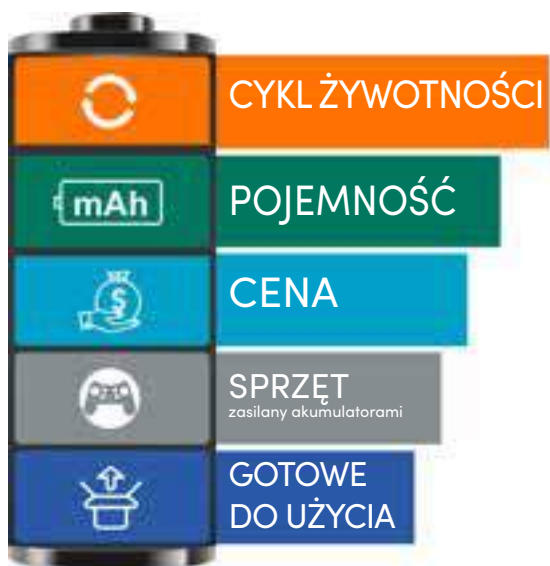 CYKL ŻYWOTNOŚCI
mAh
POJEMNOŚĆ
$
CENA
SPRZĘT
zasilany akumulatorami
GOTOWE
DO UŻYCIA